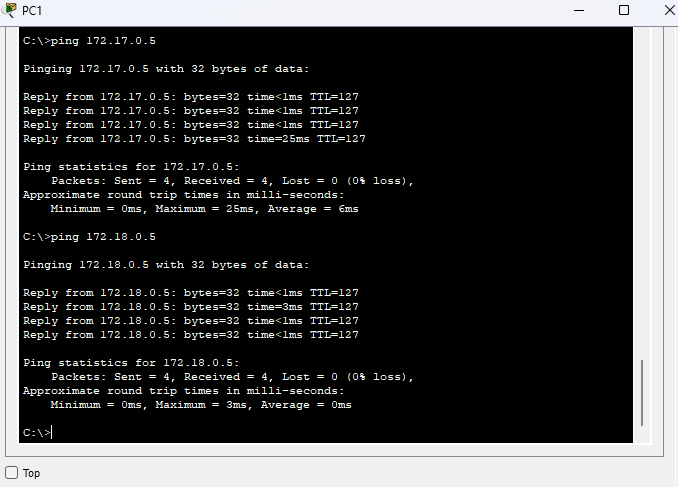 PC1
C:\>ping 172.17.0.5
Pinging 172.17.0.5 with 32 bytes of data:
Reply from 172.17.0.5: bytes=32 time<1ms TTL=127
Reply from 172.17.0.5: bytes=32 time<1ms TTL=127
Reply from 172.17.0.5: bytes=32 time<1ms TTL=127
Reply from 172.17.0.5: bytes=32 time=25ms TTL=127
Ping statistics for 172.17.0.5:
    Packets: Sent = 4, Received = 4, Lost = 0 (0% loss),
Approximate round trip times in milli-seconds:
    Minimum = 0ms, Maximum = 25ms, Average = 6ms
C:\>ping 172.18.0.5
Pinging 172.18.0.5 with 32 bytes of data:
Reply from 172.18.0.5: bytes=32 time<1ms TTL=127
Reply from 172.18.0.5: bytes=32 time=3ms TTL=127
Reply from 172.18.0.5: bytes=32 time<1ms TTL=127
Reply from 172.18.0.5: bytes=32 time<1ms TTL=127
Ping statistics for 172.18.0.5:
    Packets: Sent = 4, Received = 4, Lost = 0 (0% loss),
Approximate round trip times in milli-seconds:
    Minimum = 0ms, Maximum = 3ms, Average = 0ms
C:\>
Top